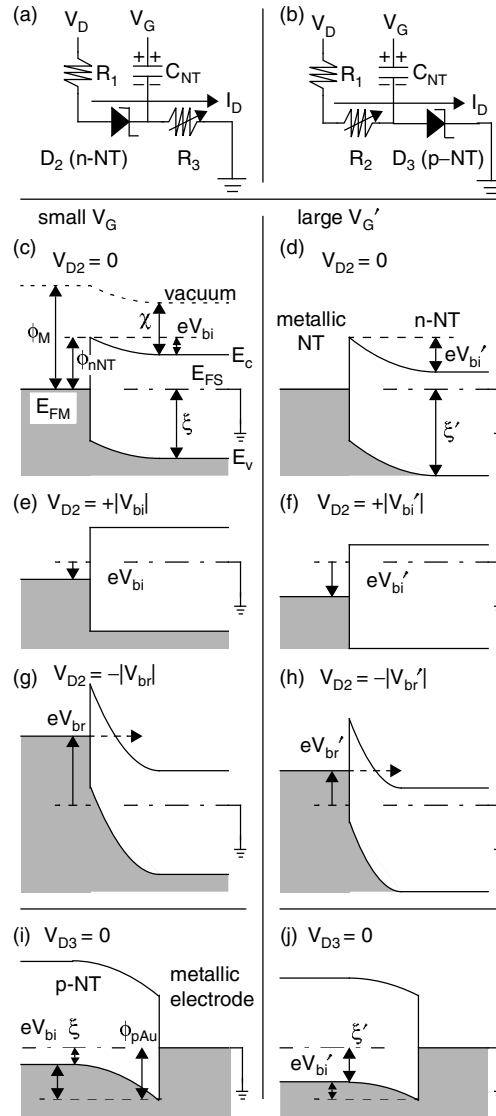 (a)
V_D
V_G
R_1
C_NT
I_D
D_2 (n-NT)
R_3
(b)
V_D
V_G
R_1
C_NT
I_D
R_2
D_3 (p–NT)
small V_G
large V_G′
(c)
V_D2 = 0
vacuum
ϕ_M
χ
eV_bi
ϕ_nNT
E_c
E_FS
E_FM
ξ
E_v
(d)
V_D2 = 0
metallic
NT
n-NT
eV_bi′
ξ′
(e)
V_D2 = +|V_bi|
eV_bi
(f)
V_D2 = +|V_bi′|
eV_bi′
(g)
V_D2 = −|V_br|
eV_br
(h)
V_D2 = −|V_br′|
eV_br′
(i)
V_D3 = 0
p-NT
metallic
electrode
eV_bi
ξ
ϕ_pAu
(j)
V_D3 = 0
ξ′
eV_bi′